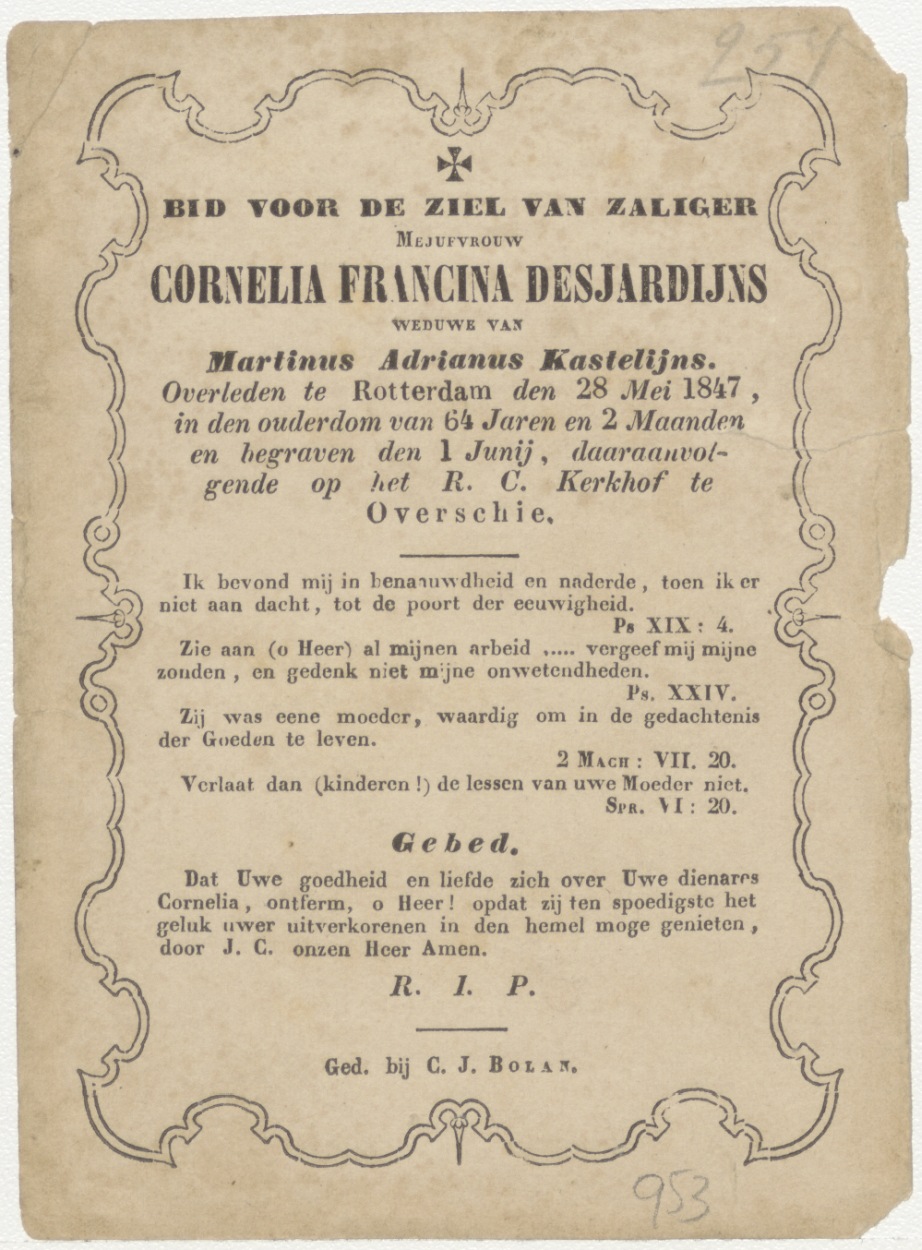 257
BID VOOR DE ZIEL VAN ZALIGER
MEJUFVROUW
CORNELIA FRANCINA DESJARDIJNS
WEDUWE VAN
Martinus Adrianus Kastelijns.
Overleden te Rotterdam den 28 Mei 1847,
in den ouderdom van 64 Jaren en 2 Maanden
en begraven den 1 Junij, daaraanvol-
gende op het R. C. Kerkhof te
Overschie.
Ik bevond mij in benaauwdheid en naderde, toen ik er
niet aan dacht, tot de poort der eeuwigheid.
Ps XIX: 4.
Zie aan (o Heer) al mijnen arbeid ..... vergeef mij mijne
zonden, en gedenk niet mijne onwetendheden.
Ps. XXIV.
Zij was eene moeder, waardig om in de gedachtenis
der Goeden te leven.
2 MACH: VII. 20.
Verlaat dan (kinderen!) de lessen van uwe Moeder niet.
SPR. VI: 20.
Gebed.
Dat Uwe goedheid en liefde zich over Uwe dienares
Cornelia, ontferm, o Heer! opdat zij ten spoedigste het
geluk uwer uitverkorenen in den hemel moge genieten,
door J. C. onzen Heer Amen.
R. I. P.
Ged. bij C. J. BOLAN.
953